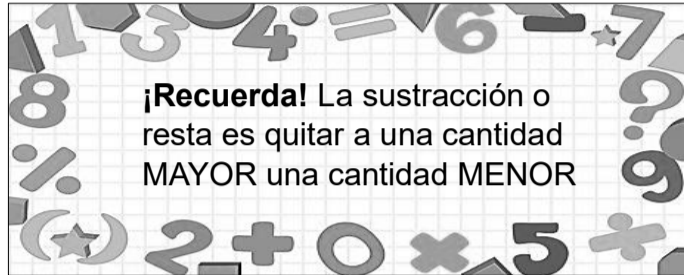 ¡Recuerda! La sustracción o
resta es quitar a una cantidad
MAYOR una cantidad MENOR